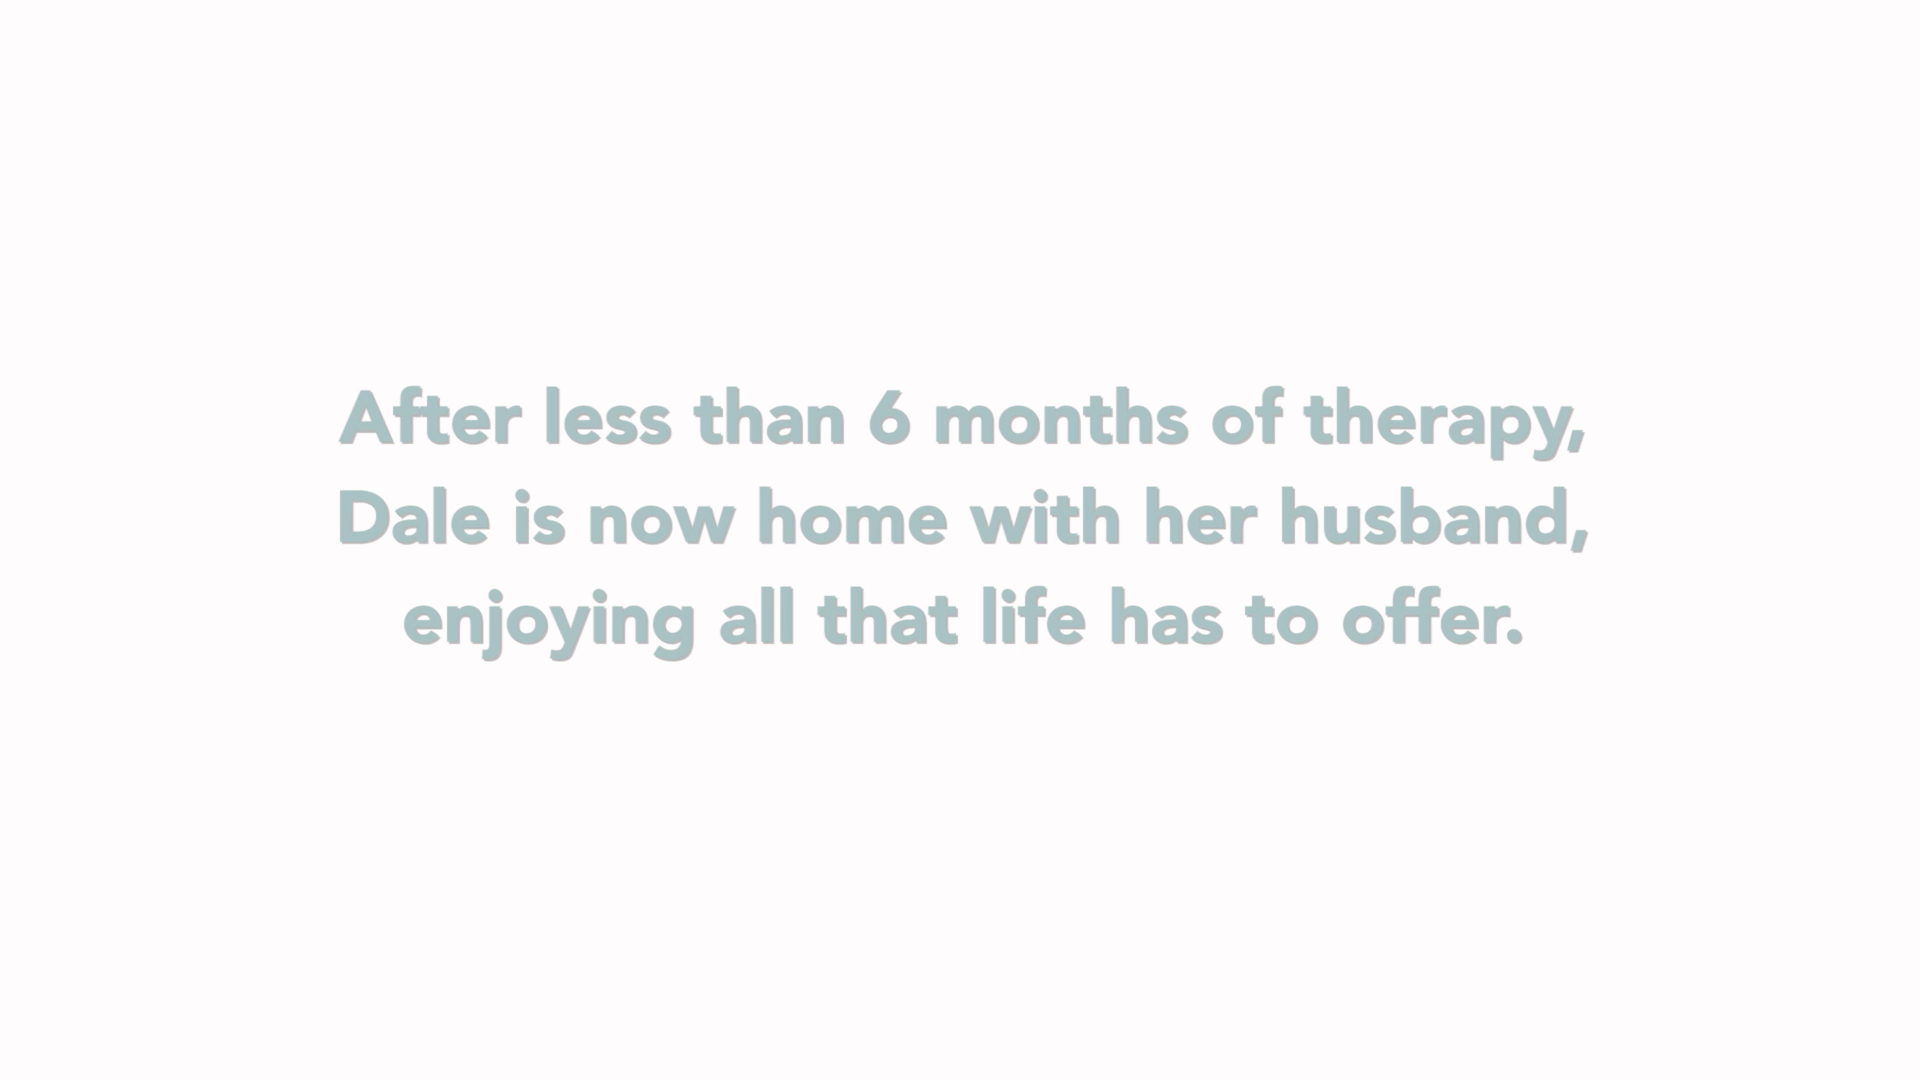 After less than 6 months of therapy,
Dale is now home with her husband,
enjoying all that life has to offer.